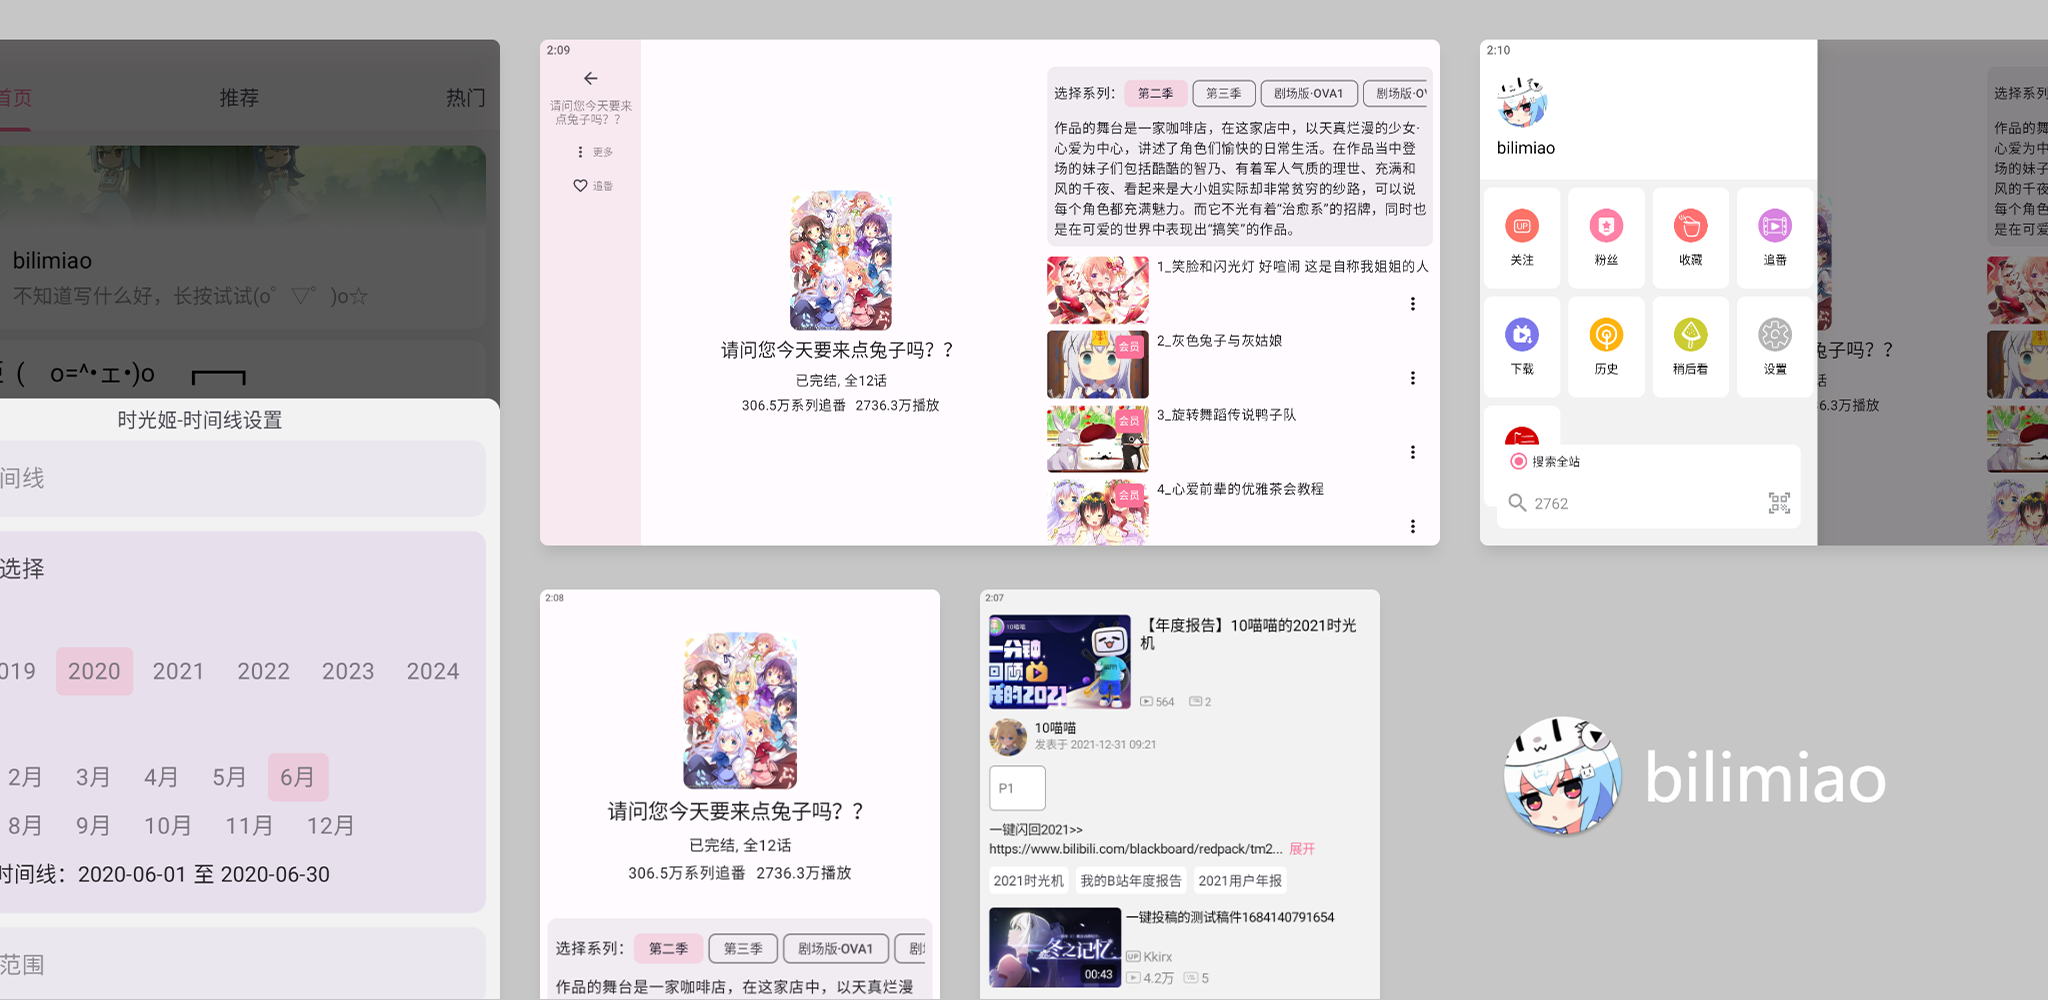 首页
推荐
热门
bilimiao
不知道写什么好，长按试试(o゜▽゜)o☆
( o=^•ェ•)o ┏━┓
时光姬-时间线设置
间线
选择
019 2020 2021 2022 2023 2024
2月 3月 4月 5月 6月
8月 9月 10月 11月 12月
时间线：2020-06-01 至 2020-06-30
范围
2:09
请问您今天要来
点兔子吗？？
更多
追番
请问您今天要来点兔子吗？？
已完结, 全12话
306.5万系列追番 2736.3万播放
选择系列： 第二季 第三季 剧场版·OVA1 剧场版·OV
作品的舞台是一家咖啡店，在这家店中，以天真烂漫的少女·
心爱为中心，讲述了角色们愉快的日常生活。在作品当中登
场的妹子们包括酷酷的智乃、有着军人气质的理世、充满和
风的千夜、看起来是大小姐实际却非常贫穷的纱路，可以说
每个角色都充满魅力。而它不光有着“治愈系”的招牌，同时也
是在可爱的世界中表现出“搞笑”的作品。
1_笑脸和闪光灯 好喧闹 这是自称我姐姐的人
会员
2_灰色兔子与灰姑娘
会员
3_旋转舞蹈传说鸭子队
会员
4_心爱前辈的优雅茶会教程
2:10
bilimiao
UP
关注 粉丝 收藏 追番
下载 历史 稍后看 设置
搜索全站
2762
兔子吗？？
话
6.3万播放
选择系列
作品的舞
心爱为中
场的妹子
风的千夜
每个角色
是在可爱
2:08
请问您今天要来点兔子吗？？
已完结, 全12话
306.5万系列追番 2736.3万播放
选择系列： 第二季 第三季 剧场版·OVA1
作品的舞台是一家咖啡店，在这家店中，以天真烂漫
2:07
10喵喵
一分钟
回顾
我的2021
【年度报告】10喵喵的2021时光
机
564 2
10喵喵
发表于 2021-12-31 09:21
P1
一键闪回2021>>
https://www.bilibili.com/blackboard/redpack/tm2... 展开
2021时光机 我的B站年度报告 2021用户年报
冬之记忆
00:43
一键投稿的测试稿件1684140791654
UP Kkirx
4.2万 5
bilimiao